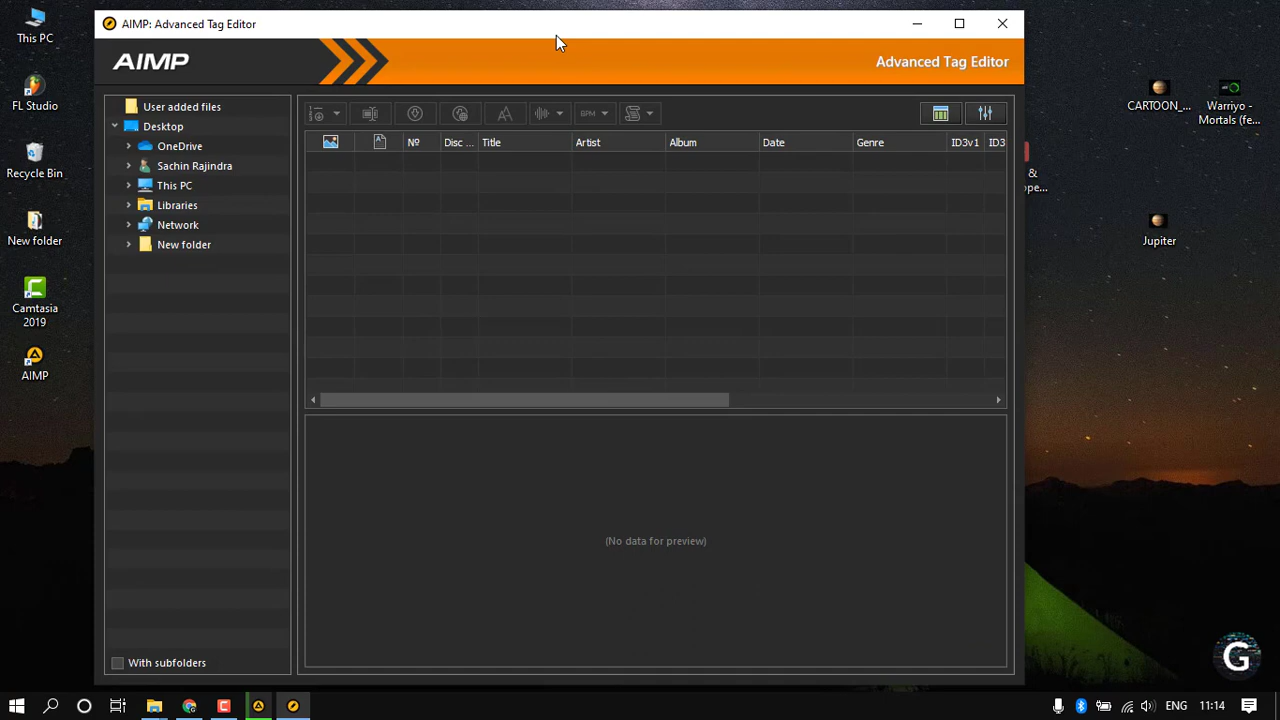 This PC
FL Studio
Recycle Bin
New folder
Camtasia
2019
AIMP
AIMP: Advanced Tag Editor
AIMP
Advanced Tag Editor
User added files
Desktop
OneDrive
Sachin Rajindra
This PC
Libraries
Network
New folder
With subfolders
BPM
Nº
Disc ...
Title
Artist
Album
Date
Genre
ID3v1
ID3
(No data for preview)
CARTOON_...
Warriyo -
Mortals (fe...
&
ope...
Jupiter
G
ENG
11:14